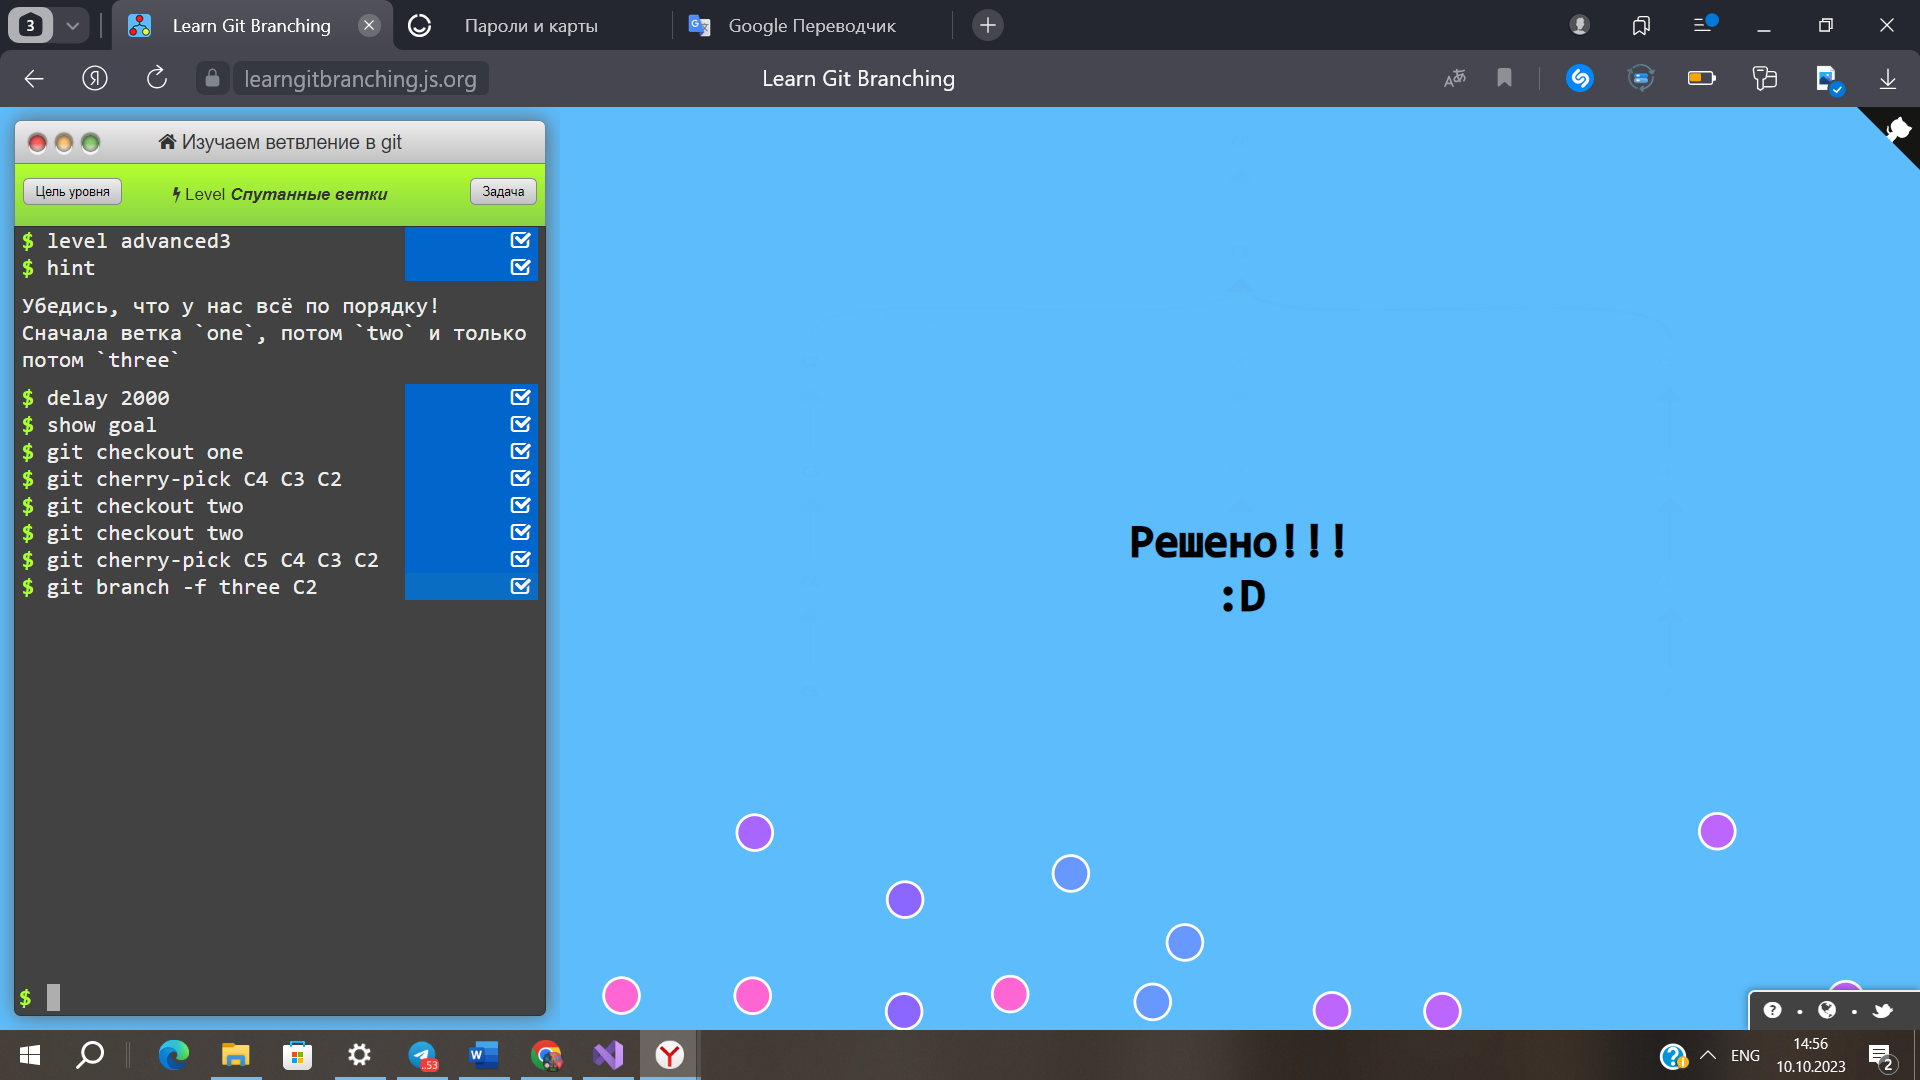 3
Learn Git Branching
Пароли и карты
Google Переводчик
learngitbranching.js.org
Learn Git Branching
Изучаем ветвление в git
Цель уровня
Level Спутанные ветки
Задача
$ level advanced3
$ hint
Убедись, что у нас всё по порядку!
Сначала ветка `one`, потом `two` и только
потом `three`
$ delay 2000
$ show goal
$ git checkout one
$ git cherry-pick C4 C3 C2
$ git checkout two
$ git checkout two
$ git cherry-pick C5 C4 C3 C2
$ git branch -f three C2
$
Решено!!!
:D
..53
ENG
14:56
10.10.2023
2